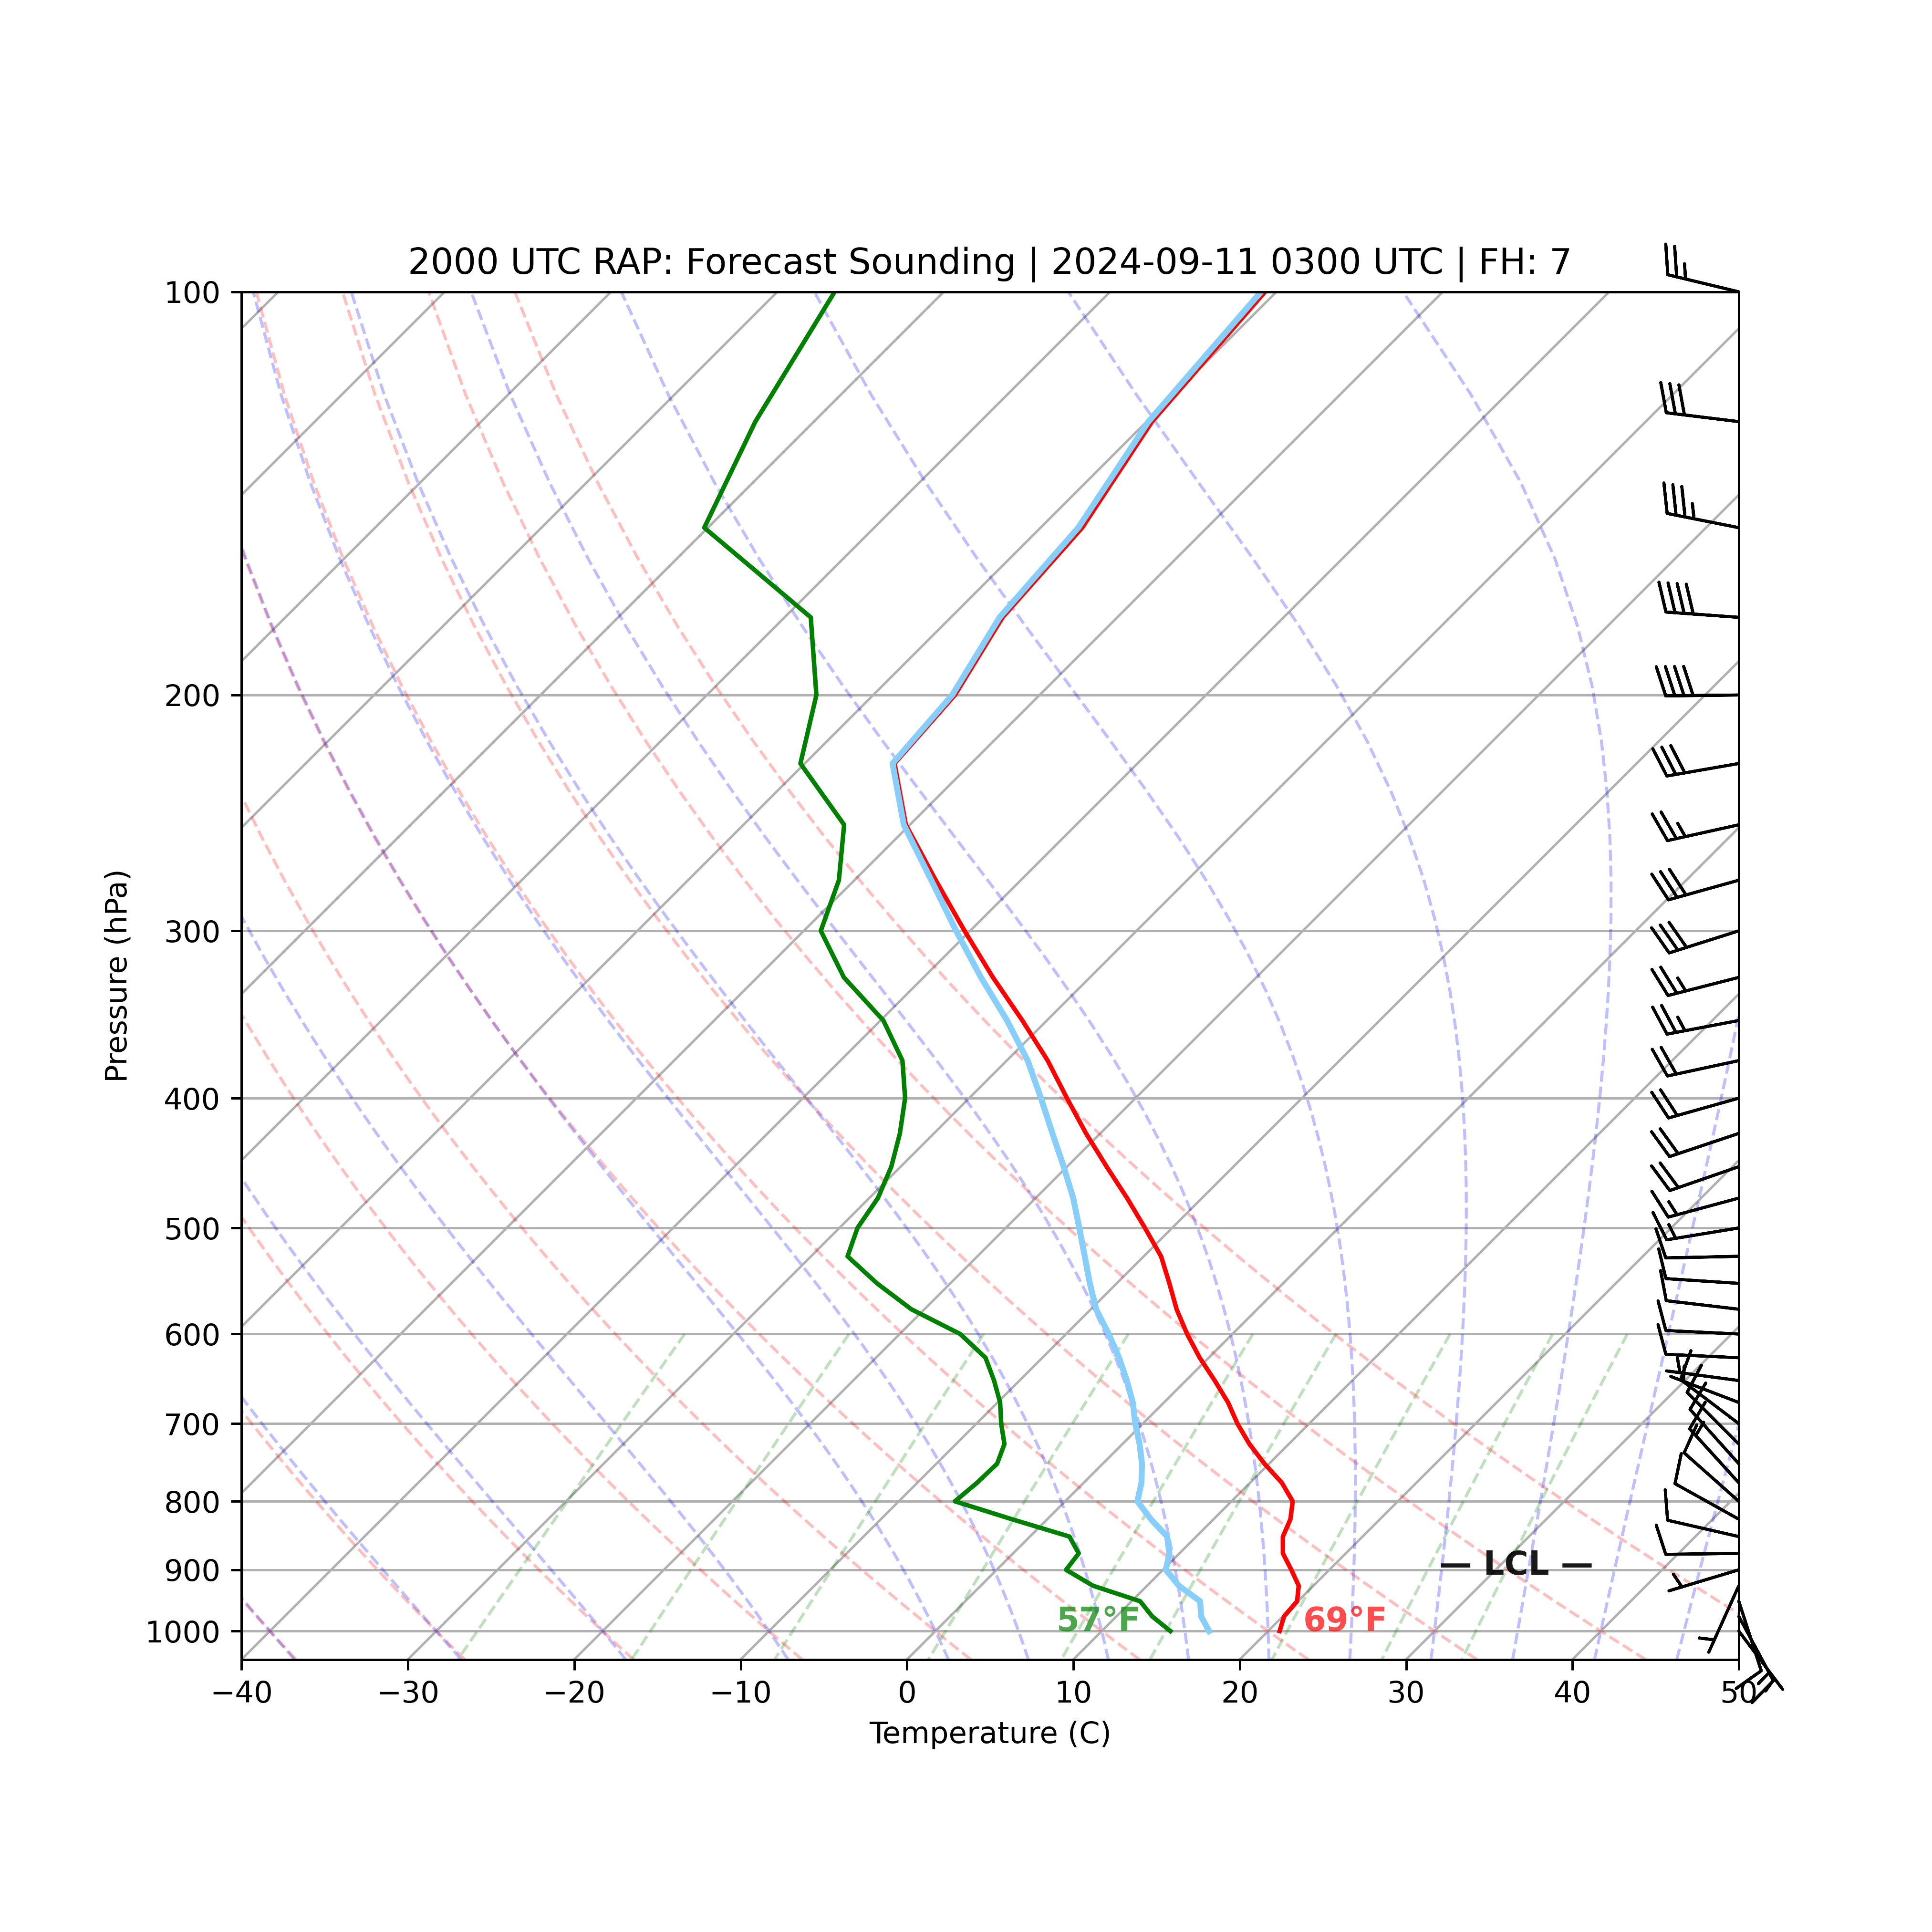 2000 UTC RAP: Forecast Sounding | 2024-09-11 0300 UTC | FH: 7
100
200
300
400
500
600
700
800
900
1000
Pressure (hPa)
— LCL —
57°F
69°F
−40 −30 −20 −10 0 10 20 30 40 50
Temperature (C)